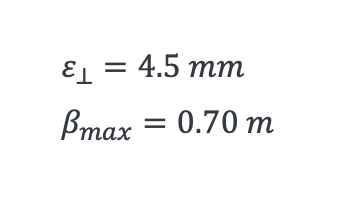 ε⊥ = 4.5 mm
βmax = 0.70 m